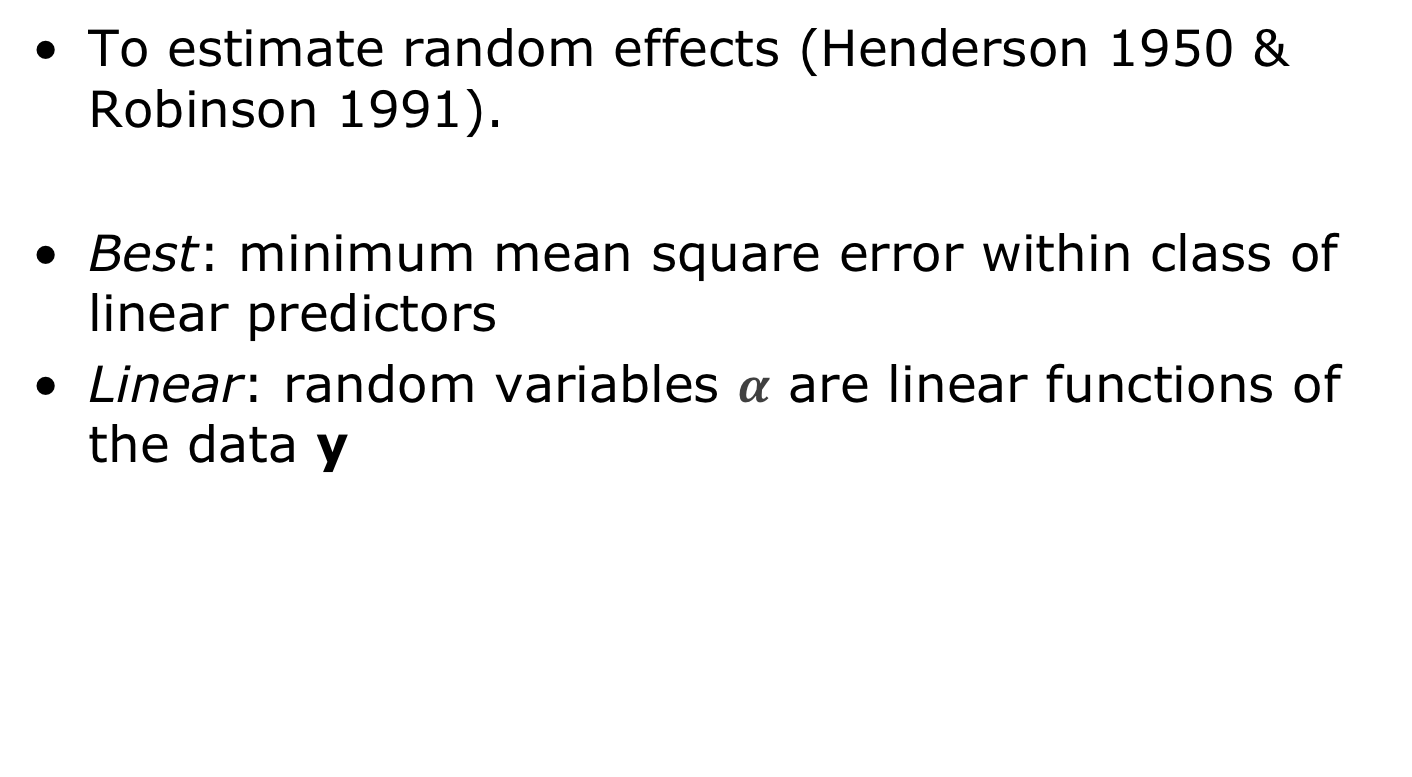 • To estimate random effects (Henderson 1950 &
Robinson 1991).
• Best: minimum mean square error within class of
linear predictors
• Linear: random variables α are linear functions of
the data y